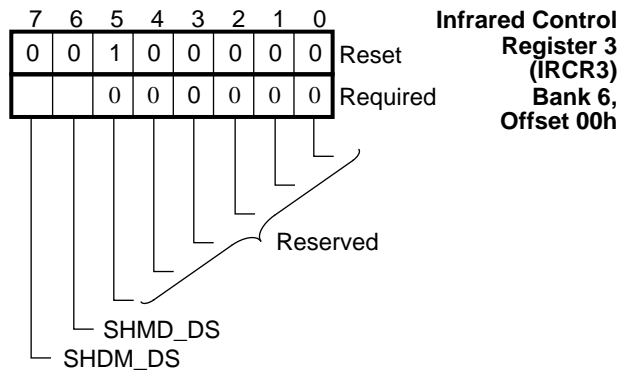 7 6 5 4 3 2 1 0
Infrared Control
Register 3
(IRCR3)
Bank 6,
Offset 00h
0 0 1 0 0 0 0 0 Reset
0 0 0 0 0 0 Required
Reserved
SHMD_DS
SHDM_DS